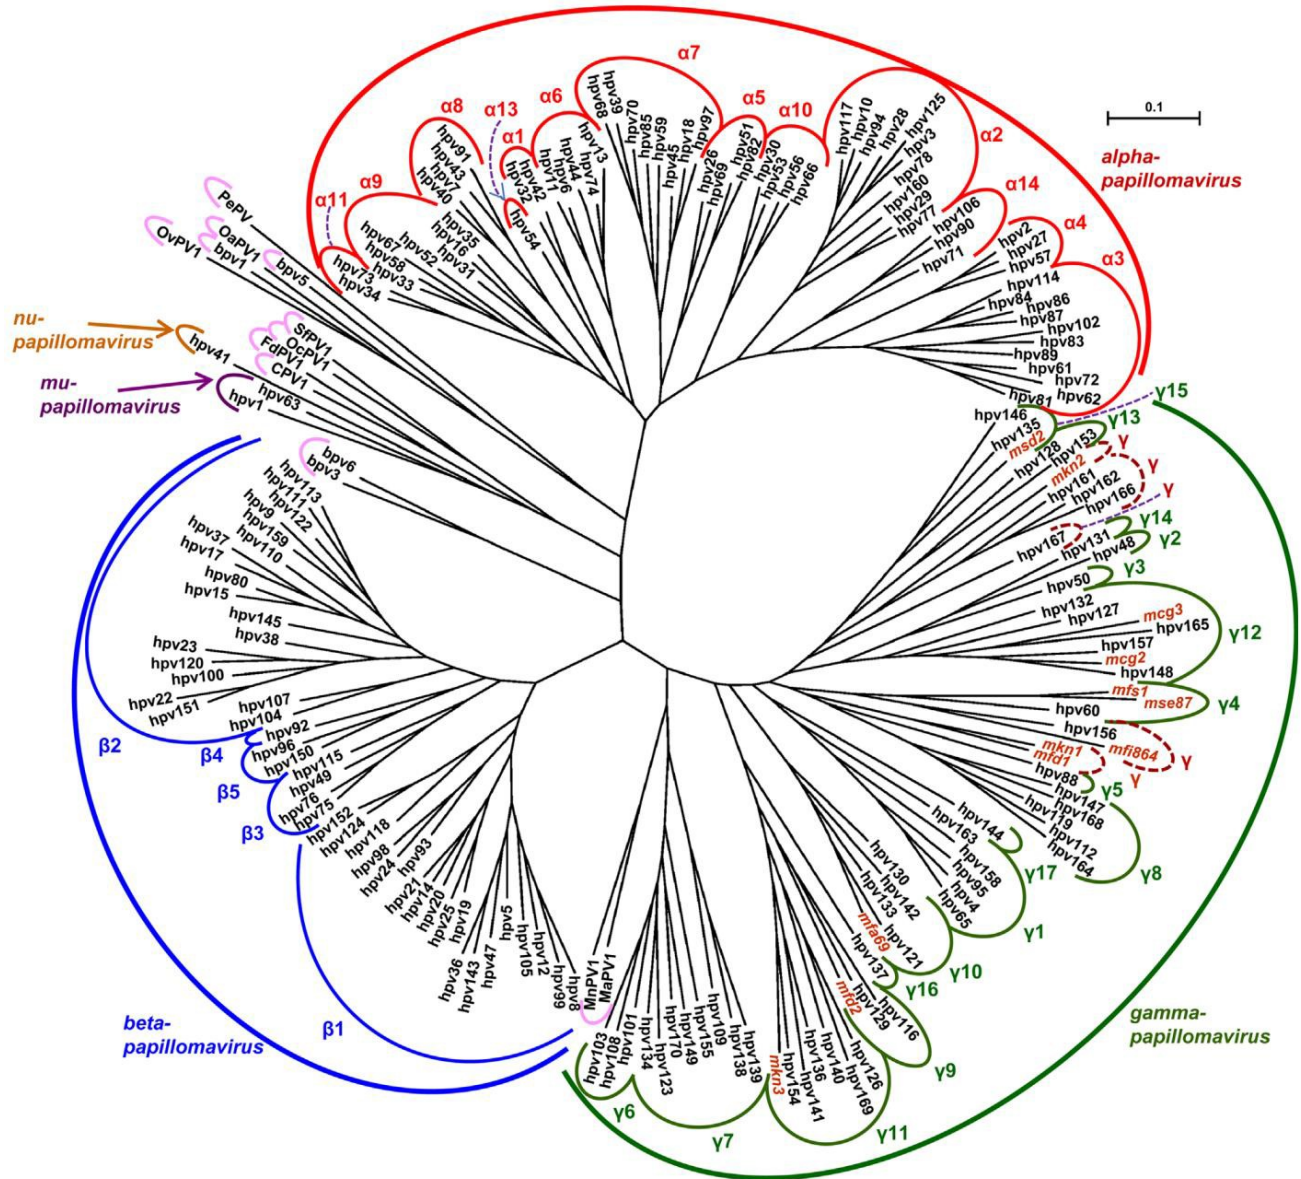 α7
α6
α5
α10
α13
α8
α1
α2
α9
α14
α11
α4
α3
0.1
alpha-
papillomavirus
hpv91
hpv43
hpv7
hpv40
hpv32
hpv42
hpv54
hpv11
hpv6
hpv44
hpv74
hpv13
hpv68
hpv39
hpv70
hpv85
hpv59
hpv45
hpv18
hpv97
hpv26
hpv69
hpv51
hpv82
hpv30
hpv53
hpv56
hpv66
hpv117
hpv10
hpv94
hpv28
hpv3
hpv125
hpv78
hpv160
hpv29
hpv77
hpv106
hpv90
hpv71
hpv2
hpv27
hpv57
hpv114
hpv84
hpv86
hpv87
hpv102
hpv83
hpv89
hpv61
hpv72
hpv62
hpv81
hpv35
hpv16
hpv31
hpv52
hpv67
hpv58
hpv33
hpv73
hpv34
PePV
OvPV1
OaPV1
bpv1
bpv5
SfPV1
OcPV1
FdPV1
CPV1
nu-
papillomavirus
hpv41
mu-
papillomavirus
hpv63
hpv1
bpv6
bpv3
hpv113
hpv111
hpv122
hpv9
hpv159
hpv110
hpv37
hpv17
hpv80
hpv15
hpv145
hpv38
hpv23
hpv120
hpv100
hpv22
hpv151
hpv107
hpv104
hpv92
hpv96
hpv150
hpv115
hpv49
hpv76
hpv75
hpv152
hpv124
hpv118
hpv98
hpv24
hpv93
hpv21
hpv14
hpv20
hpv25
hpv19
hpv36
hpv143
hpv47
hpv5
hpv105
hpv12
hpv99
hpv8
β2
β4
β5
β3
β1
beta-
papillomavirus
MnPV1
MaPV1
hpv103
hpv108
hpv101
hpv134
hpv123
hpv170
hpv149
hpv155
hpv109
hpv138
hpv139
mkn3
hpv154
hpv141
hpv136
hpv140
hpv169
hpv126
mfd2
hpv129
hpv116
hpv137
mfa69
hpv121
hpv133
hpv142
hpv130
hpv65
hpv4
hpv95
hpv158
hpv163
hpv144
hpv164
hpv112
hpv119
hpv168
hpv147
hpv88
mfd1
mkn1
mfi864
hpv156
hpv60
mse87
mfs1
hpv148
mcg2
hpv157
hpv165
mcg3
hpv127
hpv132
hpv50
hpv48
hpv131
hpv167
hpv166
hpv162
hpv161
mkn2
hpv153
hpv128
msd2
hpv135
hpv146
γ15
γ13
γ
γ
γ
γ14
γ2
γ3
γ12
γ4
γ
γ
γ5
γ8
γ17
γ1
γ10
γ16
γ9
γ11
γ7
γ6
gamma-
papillomavirus